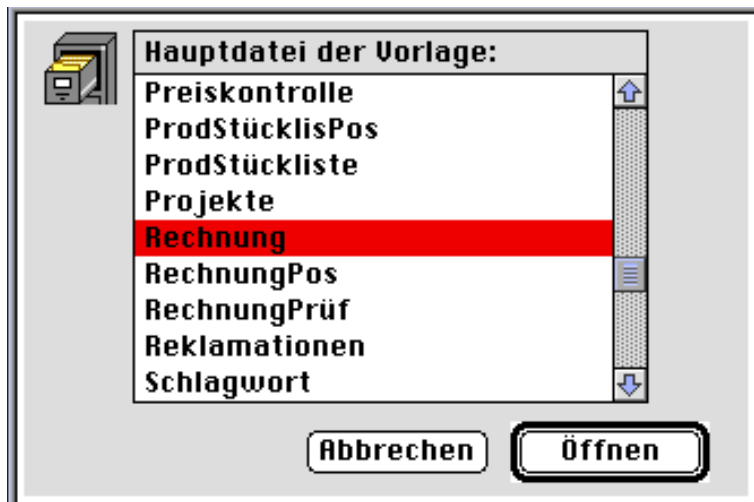 Hauptdatei der Vorlage:
Preiskontrolle
ProdStücklisPos
ProdStückliste
Projekte
Rechnung
RechnungPos
RechnungPrüf
Reklamationen
Schlagwort
Abbrechen Öffnen